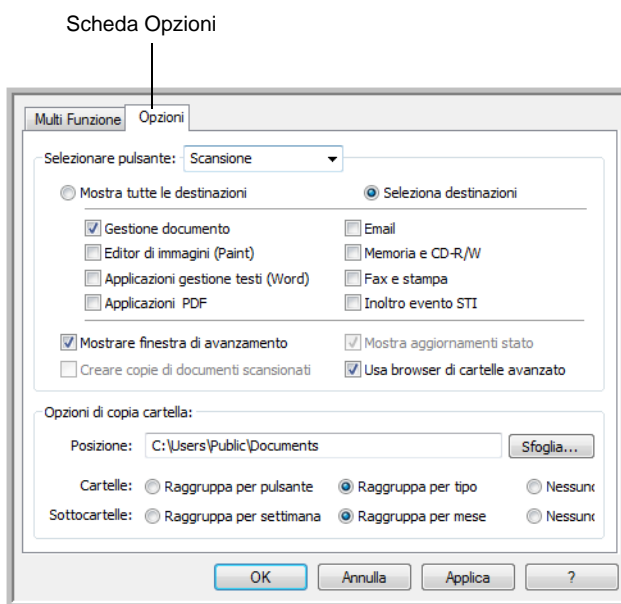 Scheda Opzioni
Multi Funzione Opzioni
Selezionare pulsante: Scansione
Mostra tutte le destinazioni Seleziona destinazioni
Gestione documento Email
Editor di immagini (Paint) Memoria e CD-R/W
Applicazioni gestione testi (Word) Fax e stampa
Applicazioni PDF Inoltro evento STI
Mostrare finestra di avanzamento Mostra aggiornamenti stato
Creare copie di documenti scansionati Usa browser di cartelle avanzato
Opzioni di copia cartella:
Posizione: C:\Users\Public\Documents Sfoglia...
Cartelle: Raggruppa per pulsante Raggruppa per tipo Nessunc
Sottocartelle: Raggruppa per settimana Raggruppa per mese Nessunc
OK Annulla Applica ?